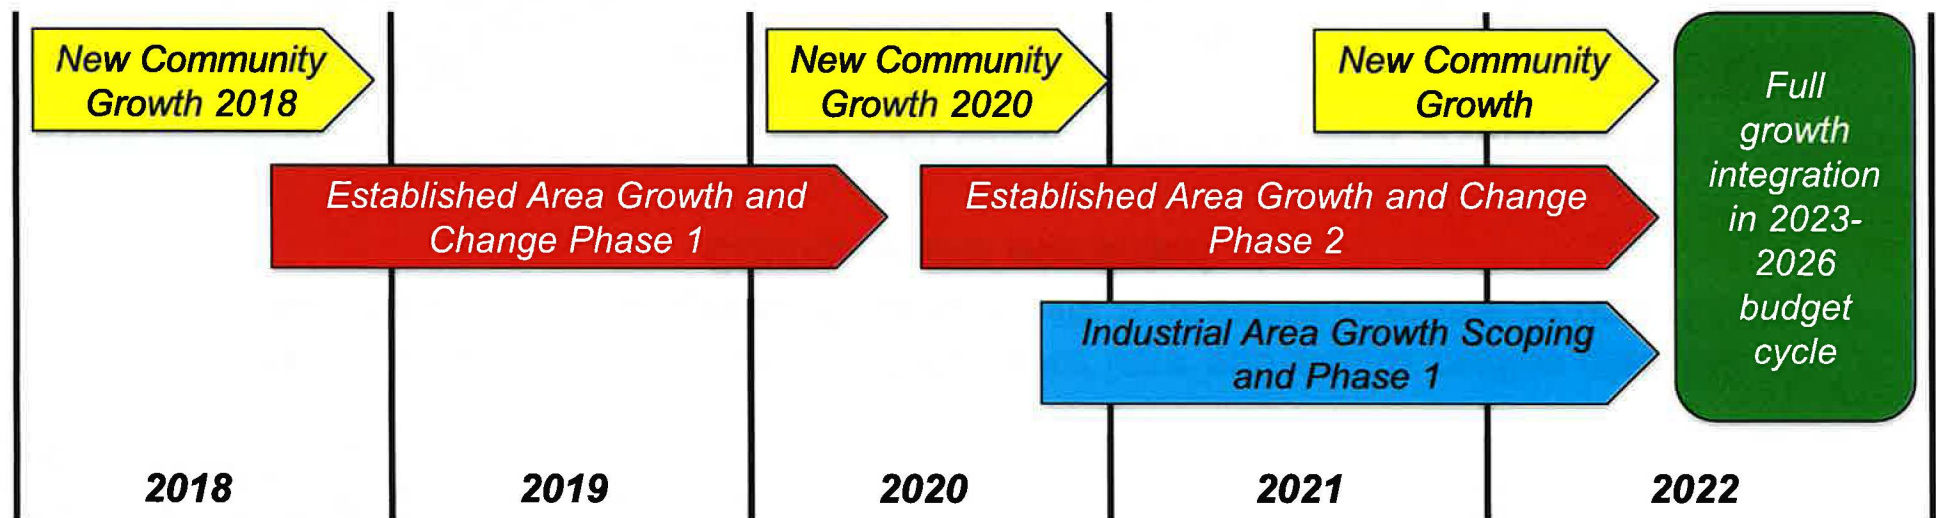 New Community
Growth 2018
New Community
Growth 2020
New Community
Growth
Established Area Growth and
Change Phase 1
Established Area Growth and Change
Phase 2
Industrial Area Growth Scoping
and Phase 1
Full
growth
integration
in 2023-
2026
budget
cycle
2018
2019
2020
2021
2022